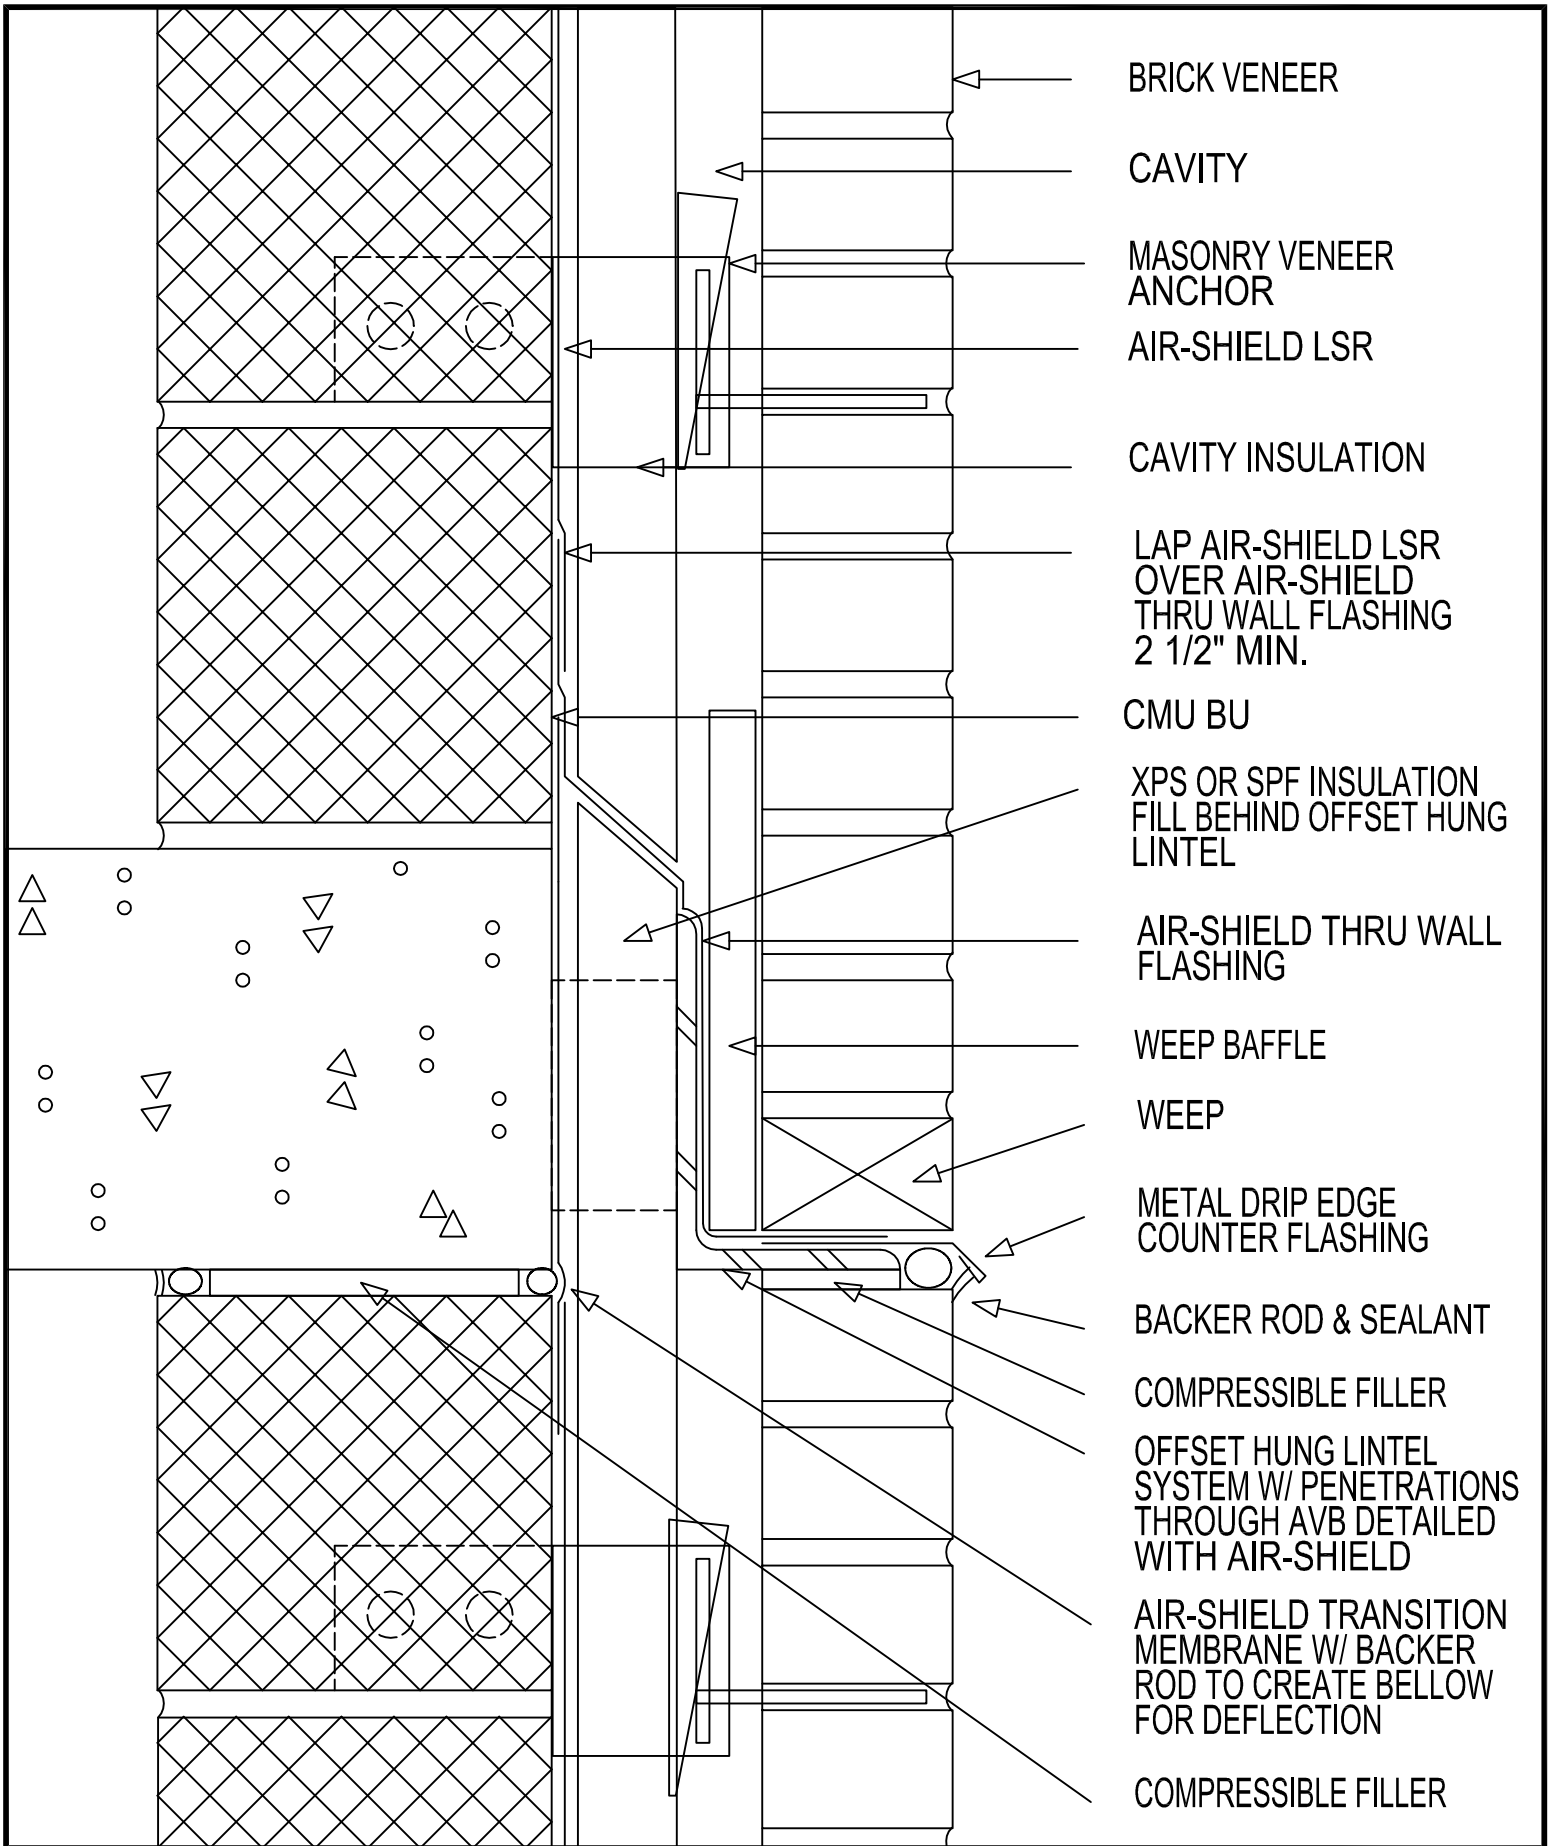 BRICK VENEER
CAVITY
MASONRY VENEER
ANCHOR
AIR-SHIELD LSR
CAVITY INSULATION
LAP AIR-SHIELD LSR
OVER AIR-SHIELD
THRU WALL FLASHING
2 1/2" MIN.
CMU BU
XPS OR SPF INSULATION
FILL BEHIND OFFSET HUNG
LINTEL
AIR-SHIELD THRU WALL
FLASHING
WEEP BAFFLE
WEEP
METAL DRIP EDGE
COUNTER FLASHING
BACKER ROD & SEALANT
COMPRESSIBLE FILLER
OFFSET HUNG LINTEL
SYSTEM W/ PENETRATIONS
THROUGH AVB DETAILED
WITH AIR-SHIELD
AIR-SHIELD TRANSITION
MEMBRANE W/ BACKER
ROD TO CREATE BELLOW
FOR DEFLECTION
COMPRESSIBLE FILLER